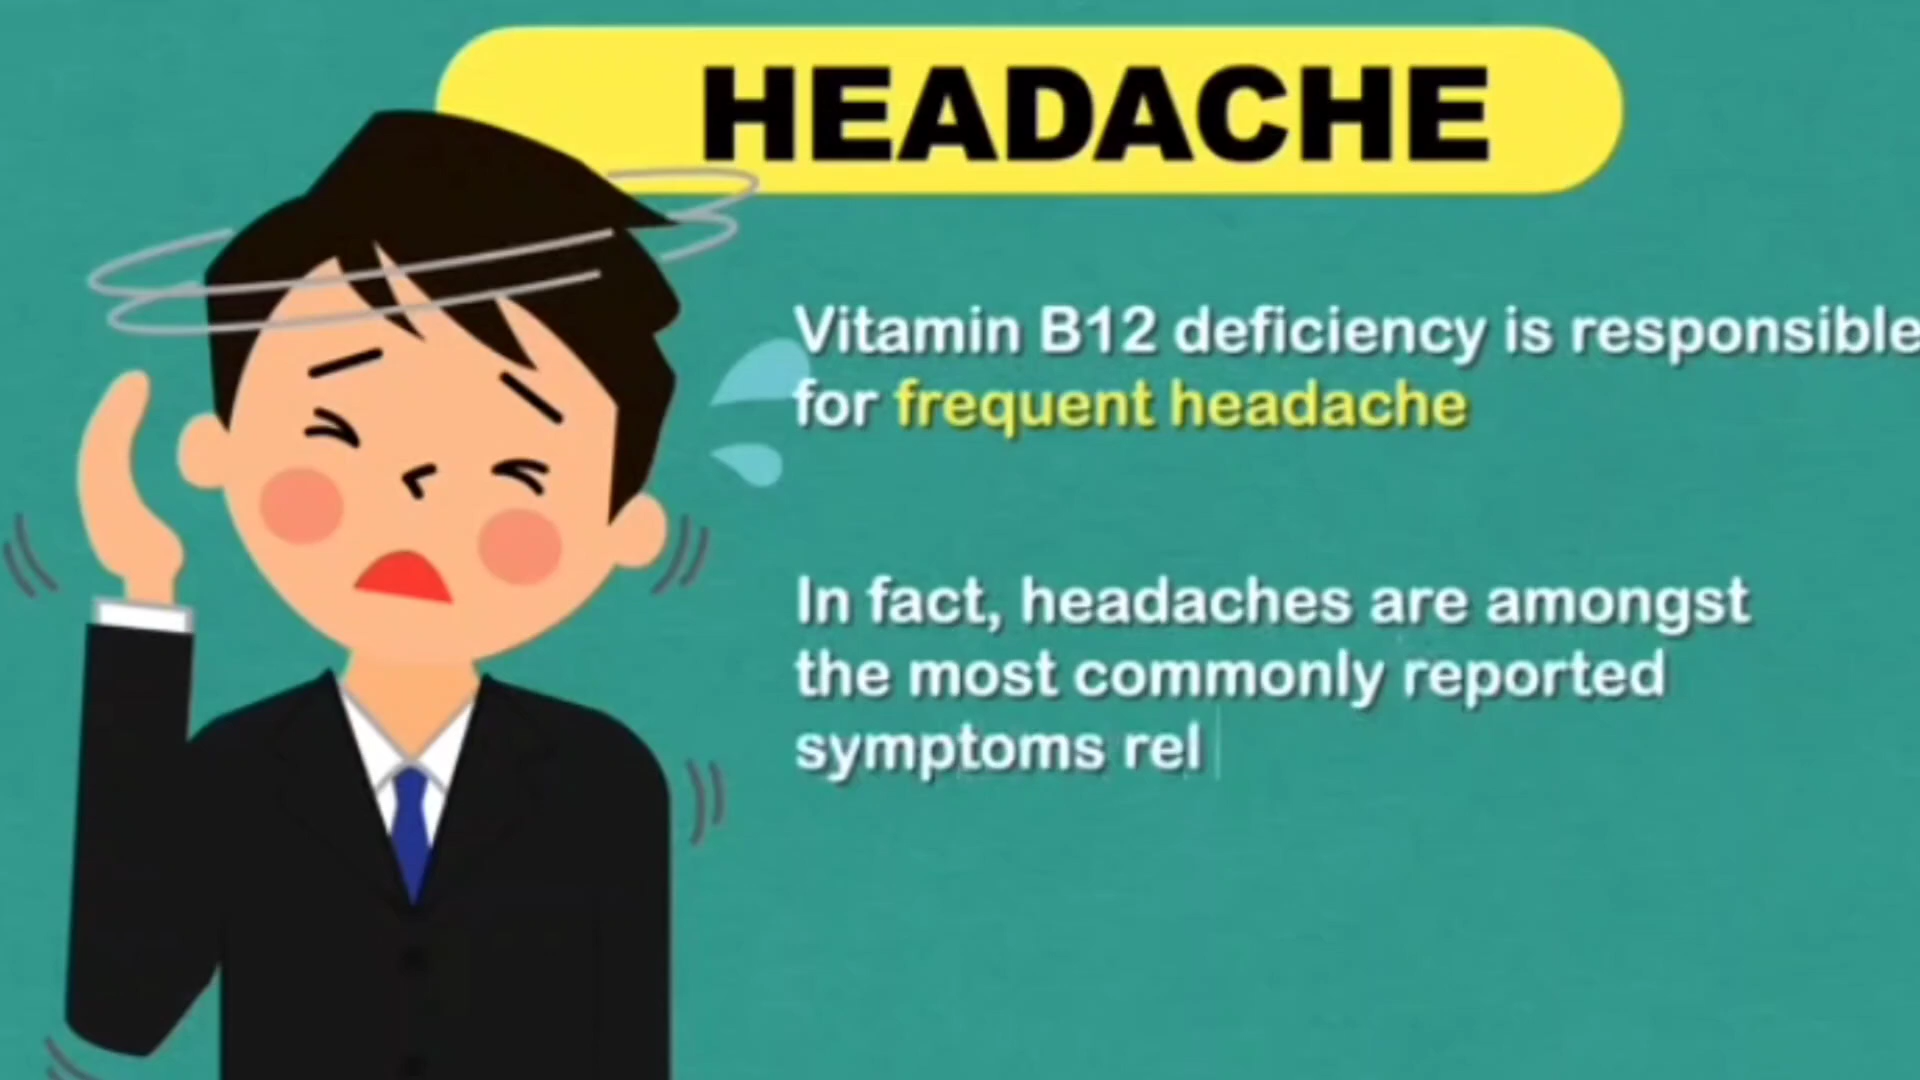 HEADACHE
Vitamin B12 deficiency is responsible
for frequent headache
In fact, headaches are amongst
the most commonly reported
symptoms rel